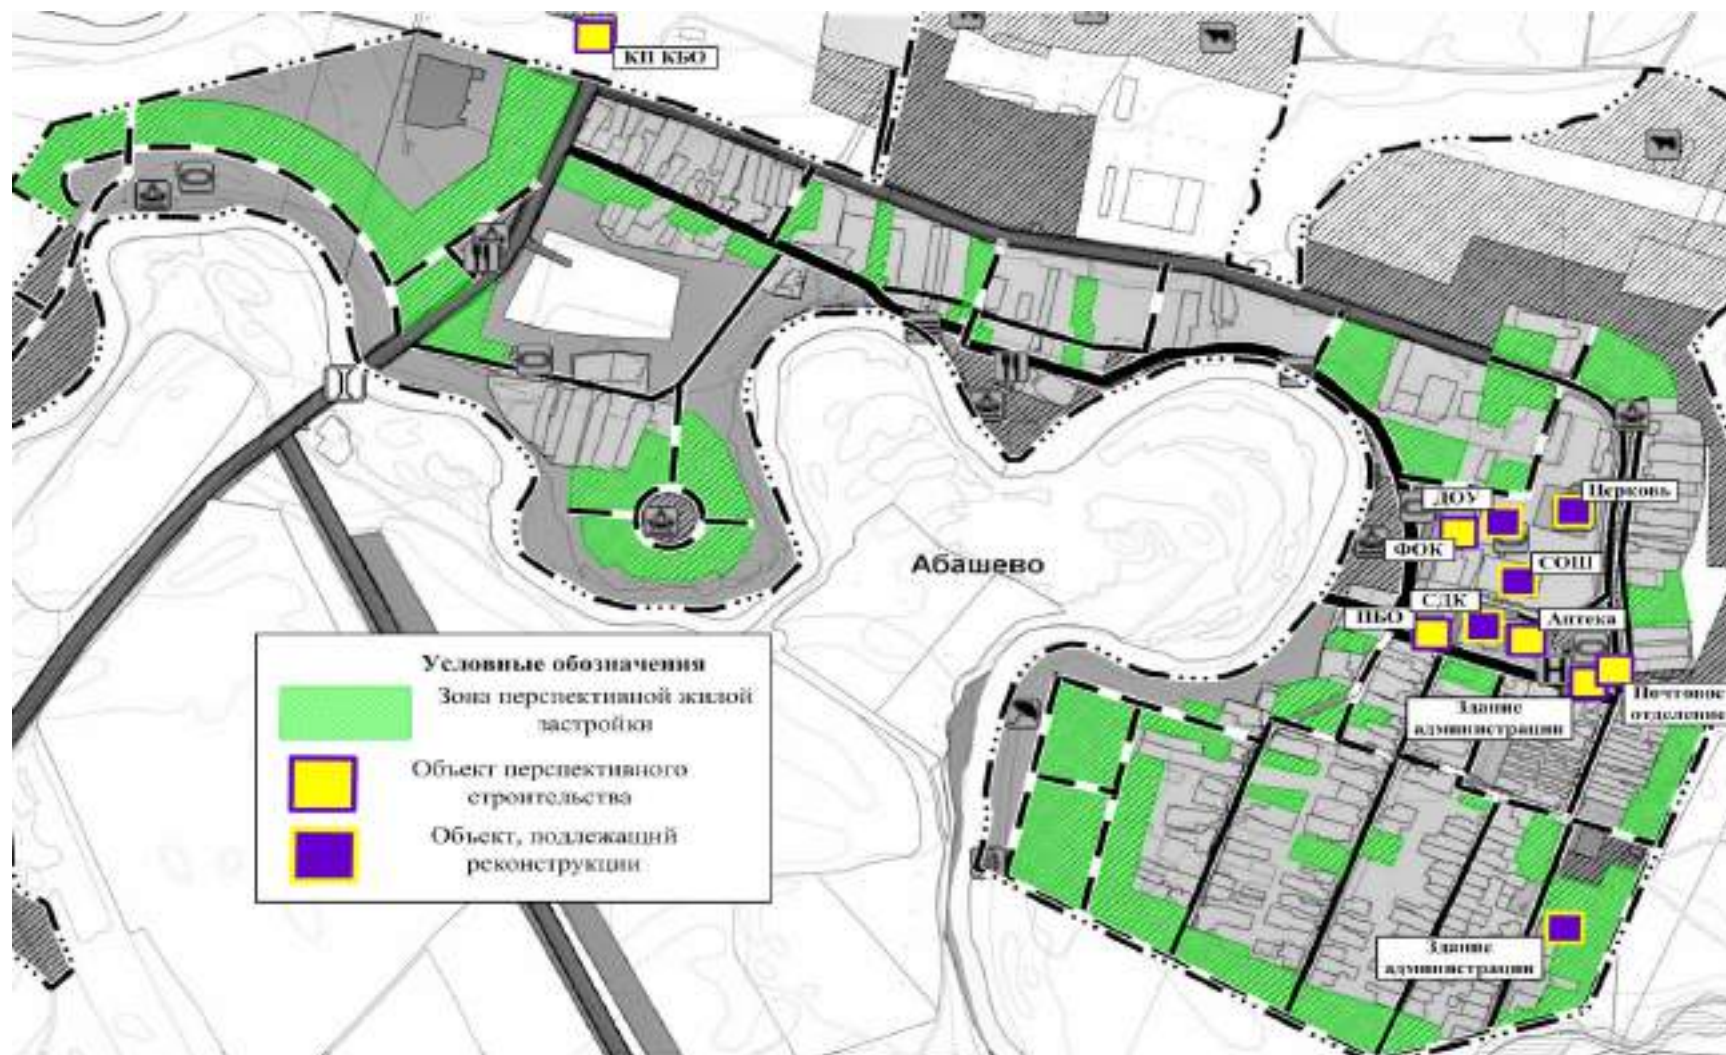 КП КБО
ДОУ
Церковь
ФОК
СОШ
Абашево
СДК
ПБО
Аптека
Условные обозначения
Зона перспективной жилой
застройки
Почтовое
отделение
Здание
администрации
Объект перспективного
строительства
Объект, подлежащий
реконструкции
Здание
администрации